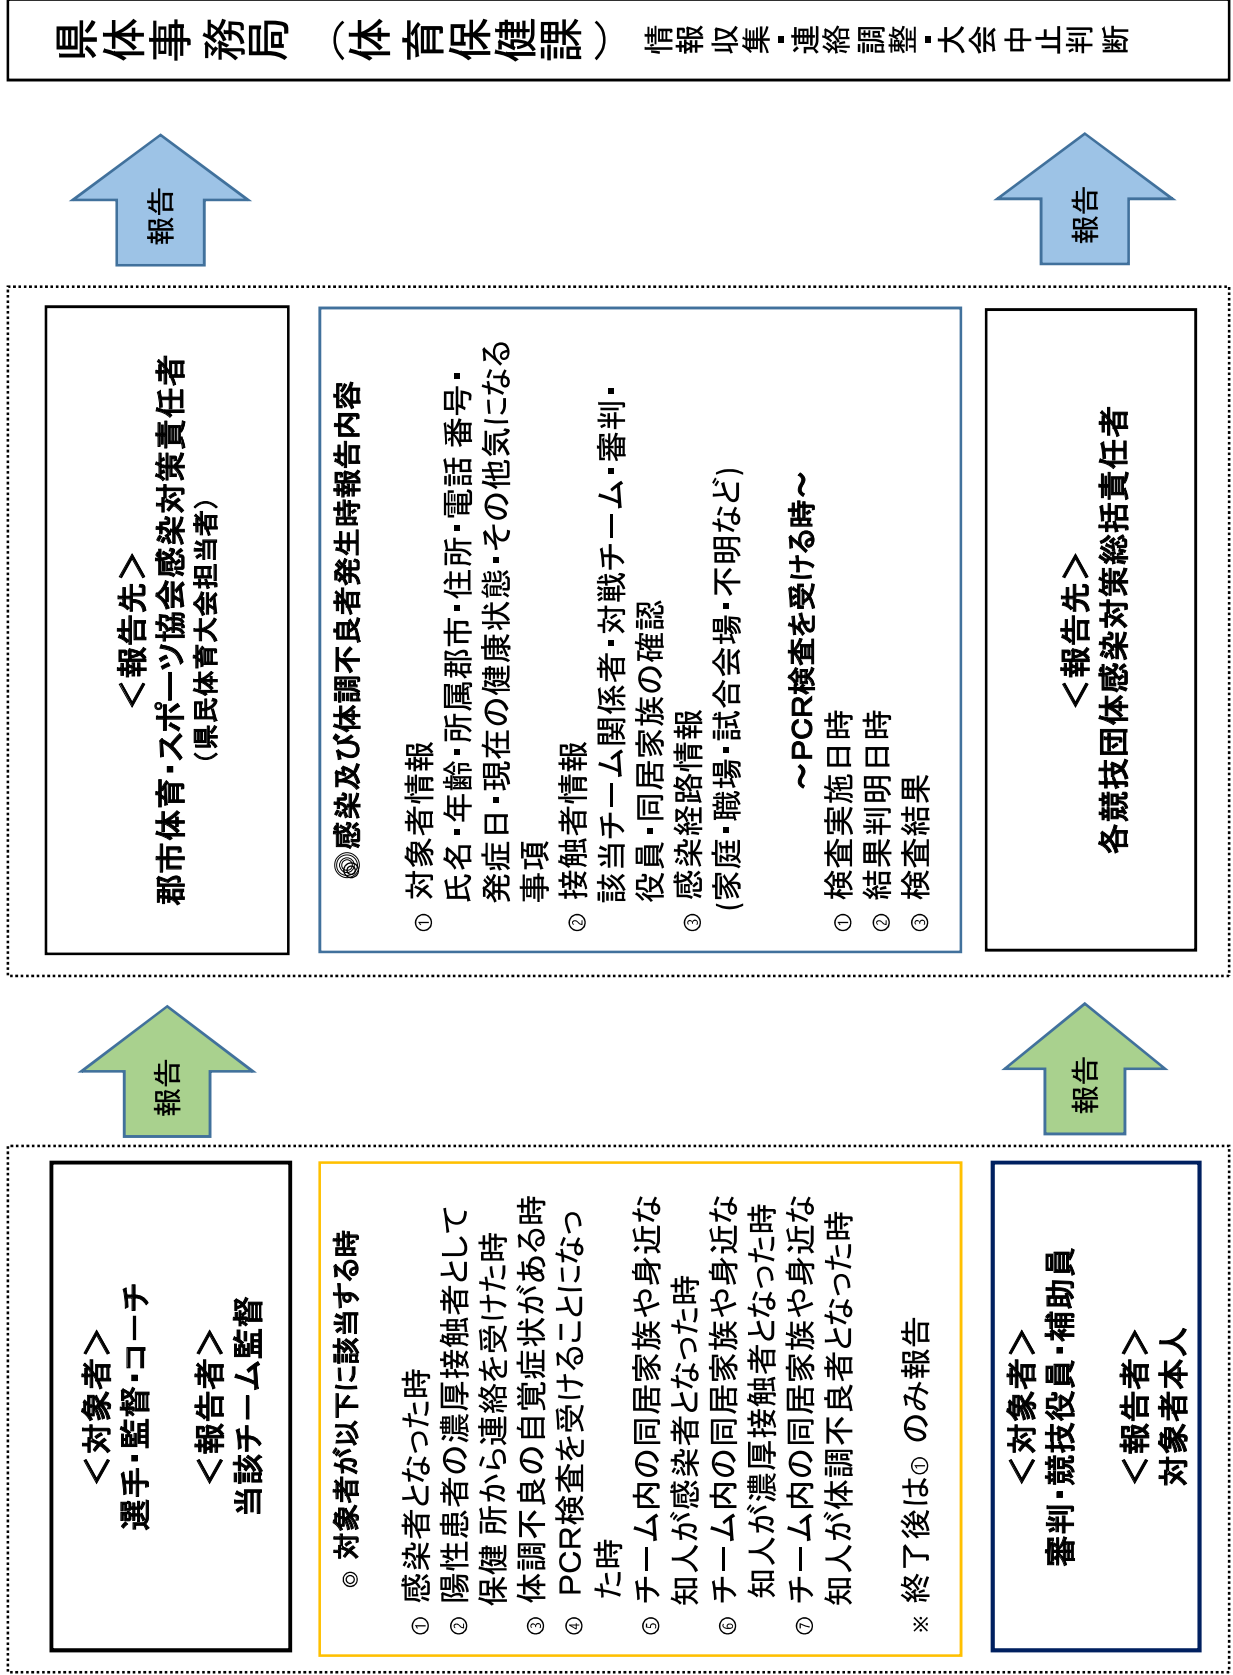 県体事務局（体育保健課）情報収集・連絡調整・大会中止判断
報告
報告
＜報告先＞
郡市体育・スポーツ協会感染対策責任者
（県民体育大会担当者）
◎感染及び体調不良者発生時報告内容
① 対象者情報
氏名・年齢・所属郡市・住所・電話番号・
発症日・現在の健康状態・その他気になる
事項
② 接触者情報
該当チーム関係者・対戦チーム・審判・
役員・同居家族の確認
③ 感染経路情報
(家庭・職場・試合会場・不明など)
～PCR検査を受ける時～
① 検査実施日時
② 結果判明日時
③ 検査結果
＜報告先＞
各競技団体感染対策総括責任者
報告
報告
＜対象者＞
選手・監督・コーチ
＜報告者＞
当該チーム監督
◎ 対象者が以下に該当する時
① 感染者となった時
② 陽性患者の濃厚接触者として
保健所から連絡を受けた時
③ 体調不良の自覚症状がある時
④ PCR検査を受けることになっ
た時
⑤ チーム内の同居家族や身近な
知人が感染者となった時
⑥ チーム内の同居家族や身近な
知人が濃厚接触者となった時
⑦ チーム内の同居家族や身近な
知人が体調不良者となった時
※ 終了後は① のみ報告
＜対象者＞
審判・競技役員・補助員
＜報告者＞
対象者本人